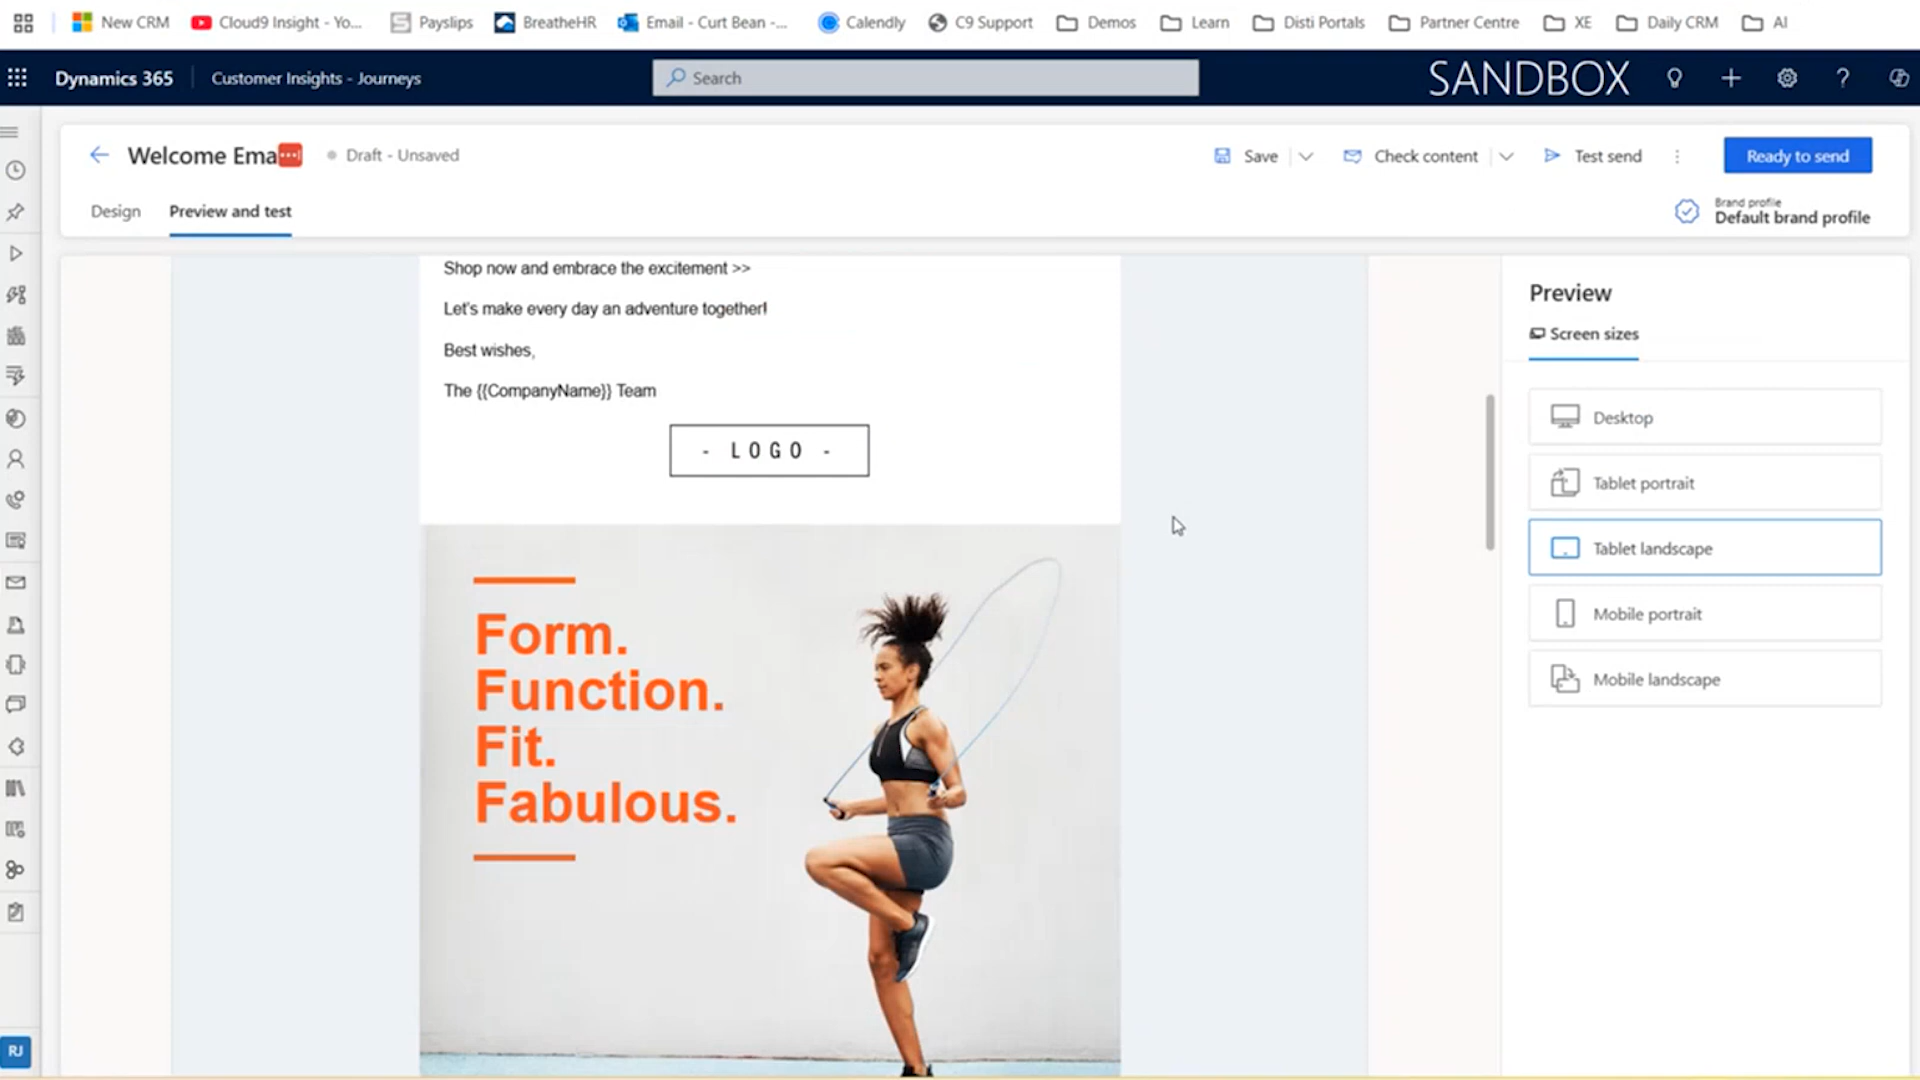 New CRM
Cloud9 Insight - Yo...
Payslips
BreatheHR
Email - Curt Bean -...
Calendly
C9 Support
Demos
Learn
Disti Portals
Partner Centre
XE
Daily CRM
AI
Dynamics 365
Customer Insights - Journeys
Search
SANDBOX
Welcome Ema
Draft - Unsaved
Save
Check content
Test send
Ready to send
Design
Preview and test
Brand profile
Default brand profile
Shop now and embrace the excitement >>
Let's make every day an adventure together!
Best wishes,
The {{CompanyName}} Team
- LOGO -
Form.
Function.
Fit.
Fabulous.
Preview
Screen sizes
Desktop
Tablet portrait
Tablet landscape
Mobile portrait
Mobile landscape
RJ